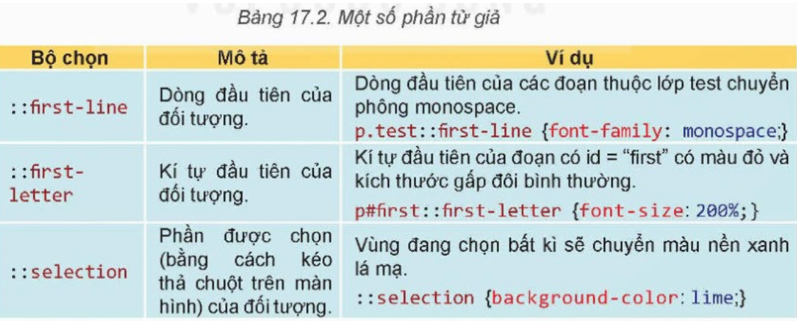 Bảng 17.2. Một số phần tử giả
Bộ chọn
Mô tả
Ví dụ
::first-line
Dòng đầu tiên của
đối tượng.
Dòng đầu tiên của các đoạn thuộc lớp test chuyển
phông monospace.
p.test::first-line {font-family: monospace;}
::first-
letter
Kí tự đầu tiên của
đối tượng.
Kí tự đầu tiên của đoạn có id = “first” có màu đỏ và
kích thước gấp đôi bình thường.
p#first::first-letter {font-size: 200%;}
::selection
Phần được chọn
(bằng cách kéo
thả chuột trên màn
hình) của đối tượng.
Vùng đang chọn bất kì sẽ chuyển màu nền xanh
lá mạ.
::selection {background-color: lime;}